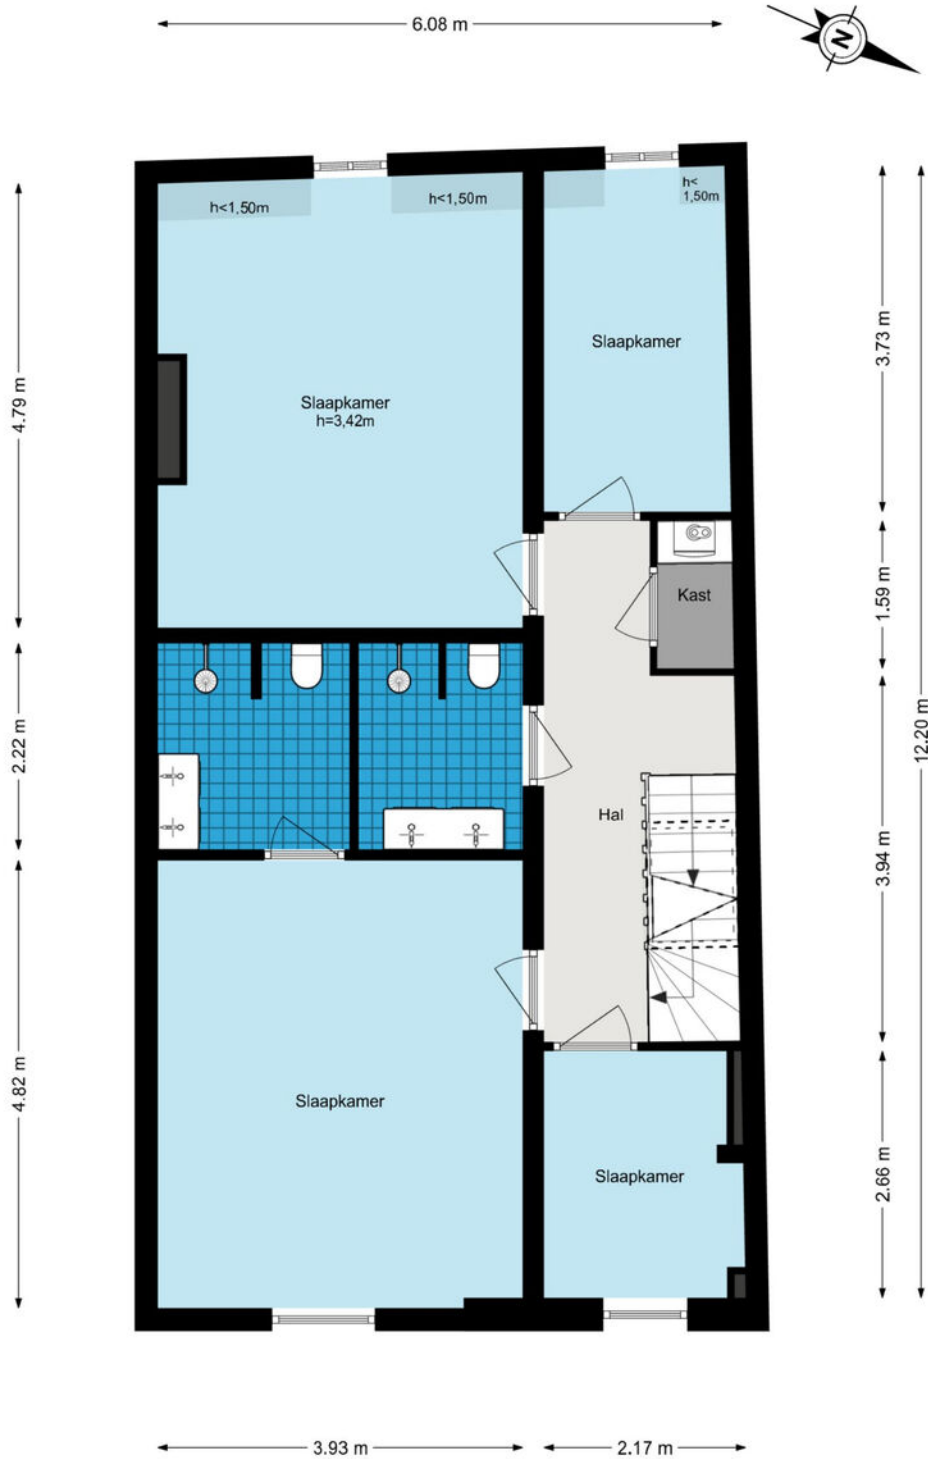 6.08 m
N
h<1,50m
h<1,50m
h<
1,50m
Slaapkamer
3.73 m
4.79 m
Slaapkamer
h=3,42m
Kast
1.59 m
2.22 m
12.20 m
Hal
3.94 m
4.82 m
Slaapkamer
Slaapkamer
2.66 m
3.93 m
2.17 m